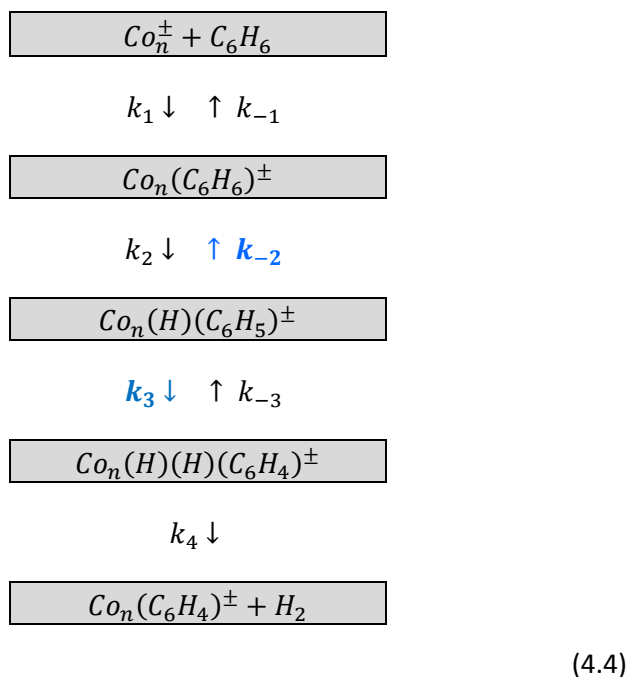 Co_n^± + C_6H_6
k_1 ↓ ↑ k_{−1}
Co_n(C_6H_6)^±
k_2 ↓ ↑ k_{−2}
Co_n(H)(C_6H_5)^±
k_3 ↓ ↑ k_{−3}
Co_n(H)(H)(C_6H_4)^±
k_4 ↓
Co_n(C_6H_4)^± + H_2
(4.4)